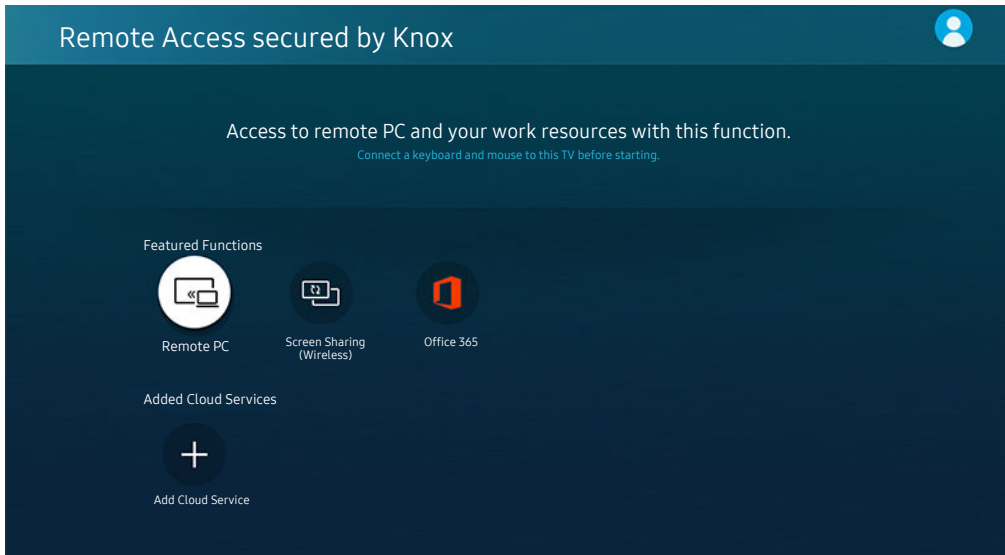 Remote Access secured by Knox
Access to remote PC and your work resources with this function.
Connect a keyboard and mouse to this TV before starting.
Featured Functions
Remote PC
Screen Sharing
(Wireless)
Office 365
Added Cloud Services
Add Cloud Service